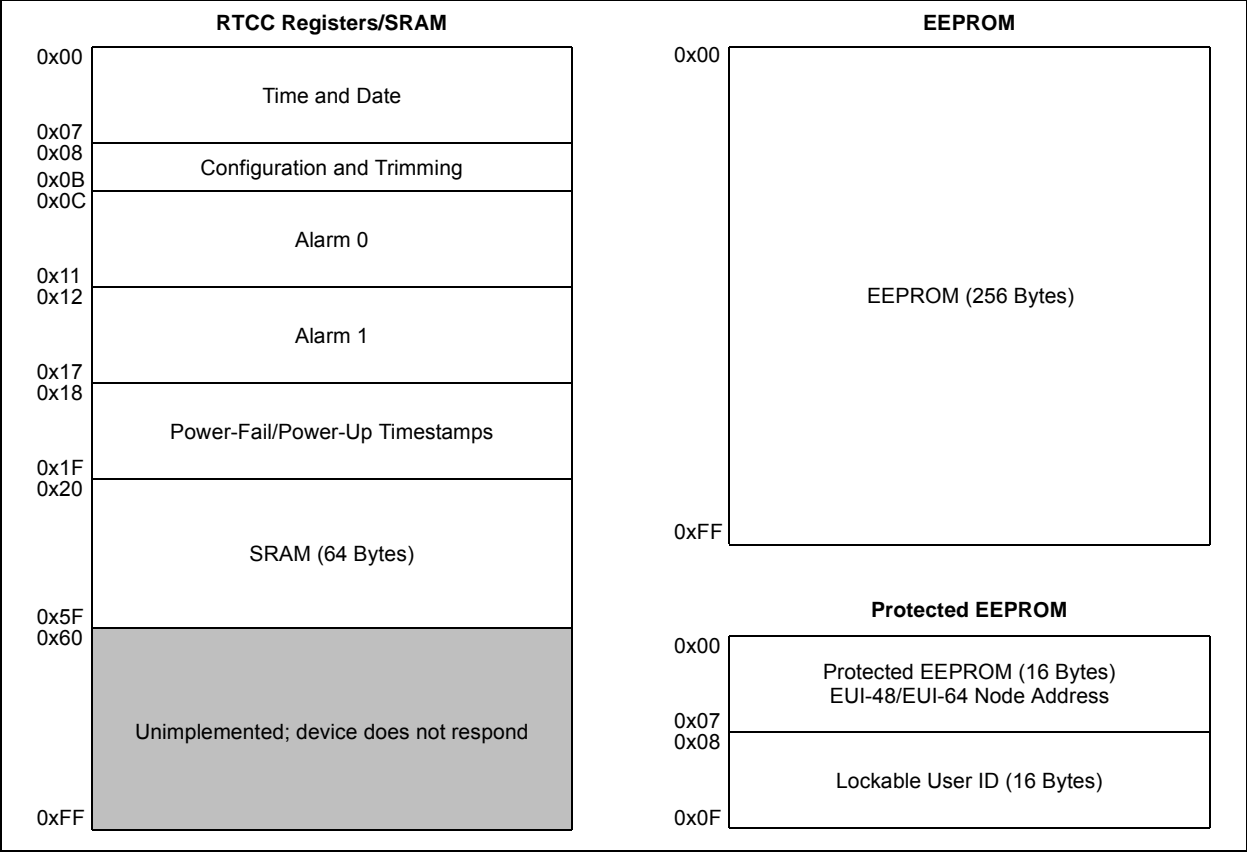 RTCC Registers/SRAM
0x00
Time and Date
0x07
0x08
Configuration and Trimming
0x0B
0x0C
Alarm 0
0x11
0x12
Alarm 1
0x17
0x18
Power-Fail/Power-Up Timestamps
0x1F
0x20
SRAM (64 Bytes)
0x5F
0x60
Unimplemented; device does not respond
0xFF
EEPROM
0x00
EEPROM (256 Bytes)
0xFF
Protected EEPROM
0x00
Protected EEPROM (16 Bytes)
EUI-48/EUI-64 Node Address
0x07
0x08
Lockable User ID (16 Bytes)
0x0F